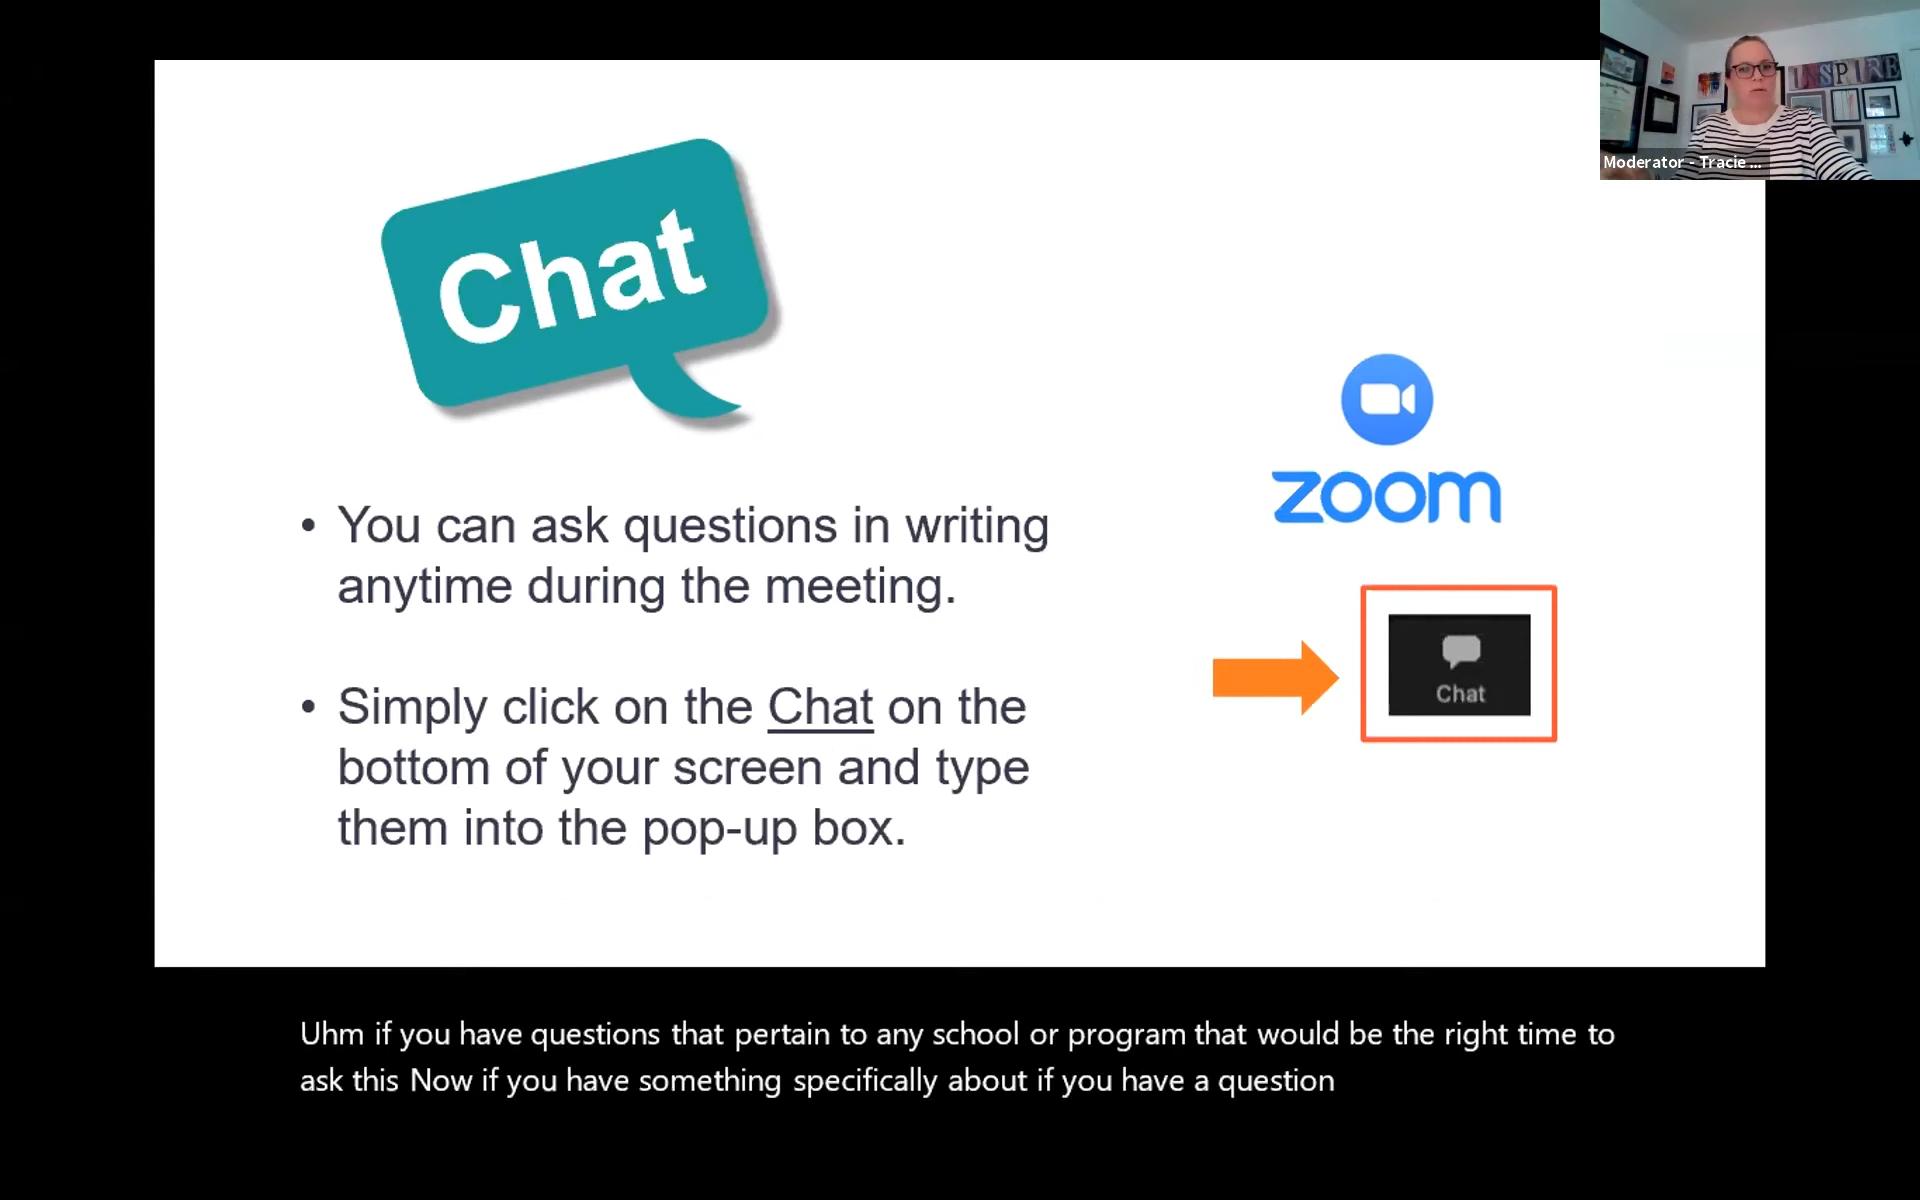 INSPIRE
Moderator - Tracie ...
Chat
zoom
• You can ask questions in writing
anytime during the meeting.
Chat
• Simply click on the Chat on the
bottom of your screen and type
them into the pop-up box.
Uhm if you have questions that pertain to any school or program that would be the right time to
ask this Now if you have something specifically about if you have a question